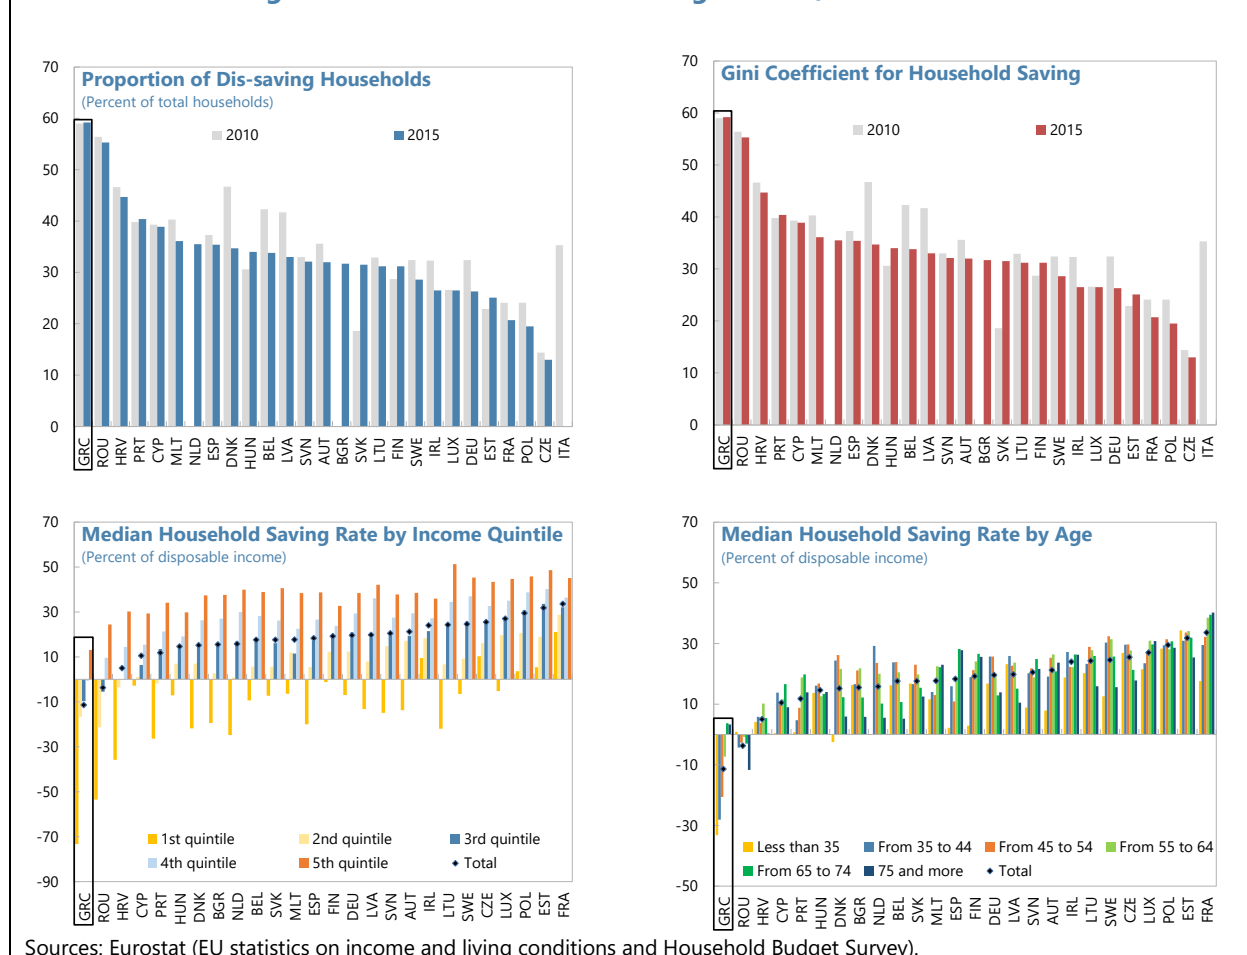 Proportion of Dis-saving Households
(Percent of total households)
2010
2015
70
60
50
40
30
20
10
0
GRC ROU HRV PRT CYP MLT NLD ESP DNK HUN BEL LVA SVN AUT BGR SVK LTU FIN SWE IRL LUX DEU EST FRA POL CZE ITA
Gini Coefficient for Household Saving
2010
2015
70
60
50
40
30
20
10
0
GRC ROU HRV PRT CYP MLT NLD ESP DNK HUN BEL LVA SVN AUT BGR SVK LTU FIN SWE IRL LUX DEU EST FRA POL CZE ITA
Median Household Saving Rate by Income Quintile
(Percent of disposable income)
70
50
30
10
-10
-30
-50
-70
-90
1st quintile
2nd quintile
3rd quintile
4th quintile
5th quintile
Total
GRC ROU HRV CYP PRT HUN DNK BGR NLD BEL SVK MLT ESP FIN DEU LVA SVN AUT IRL LTU SWE CZE LUX POL EST FRA
Median Household Saving Rate by Age
(Percent of disposable income)
70
50
30
10
-10
-30
-50
Less than 35
From 35 to 44
From 45 to 54
From 55 to 64
From 65 to 74
75 and more
Total
GRC ROU HRV CYP PRT HUN DNK BGR NLD BEL SVK MLT ESP FIN DEU LVA SVN AUT IRL LTU SWE CZE LUX POL EST FRA
Sources: Eurostat (EU statistics on income and living conditions and Household Budget Survey).